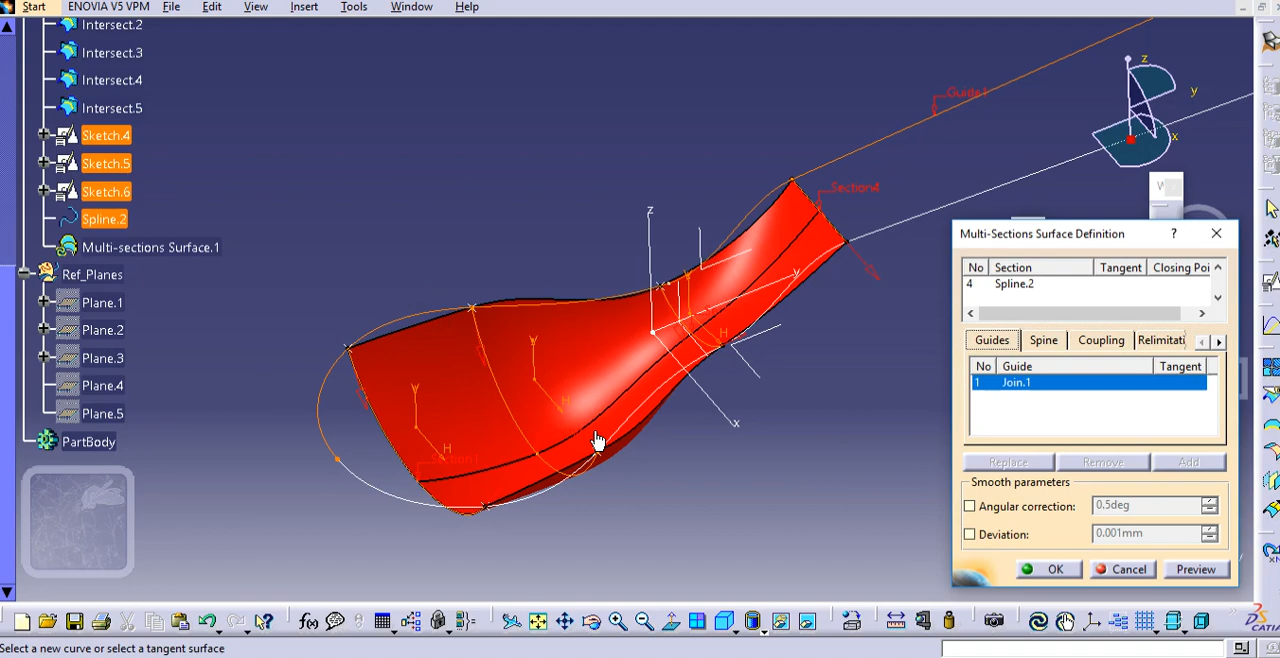 Start ENOVIA V5 VPM File Edit View Insert Tools Window Help
Intersect.2
Intersect.3
Intersect.4
Intersect.5
Sketch.4
Sketch.5
Sketch.6
Spline.2
Multi-sections Surface.1
Ref_Planes
Plane.1
Plane.2
Plane.3
Plane.4
Plane.5
PartBody
Guide1
Section4
Section1
z
y
x
z
y
x
Y
H
Y
H
Y
H
W
Multi-Sections Surface Definition ?
No Section Tangent Closing Poi
4 Spline.2
Guides Spine Coupling Relimitati
No Guide Tangent
1 Join.1
Replace Remove Add
Smooth parameters
Angular correction: 0.5deg
Deviation: 0.001mm
OK Cancel Preview
f(x)
CATIA
Select a new curve or select a tangent surface